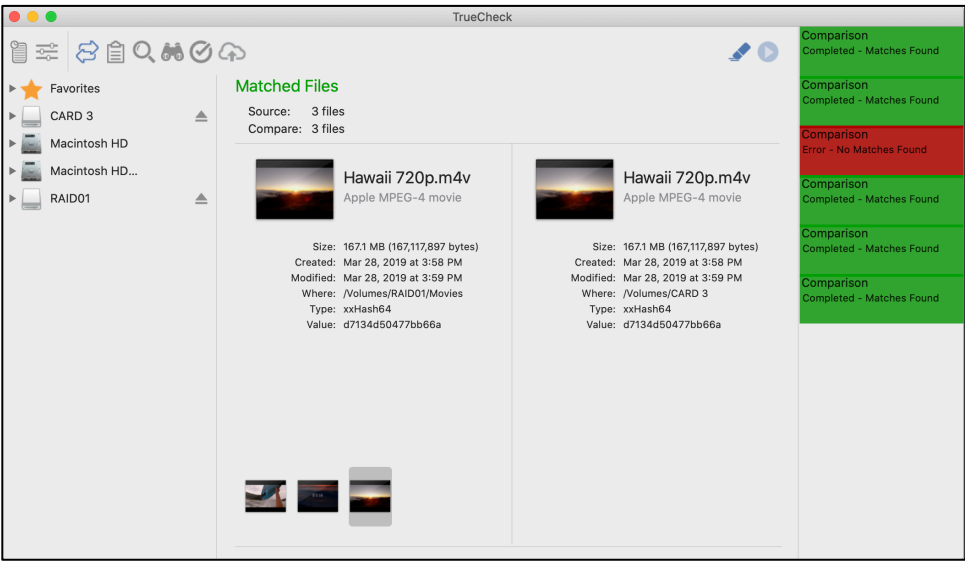 TrueCheck
Favorites
CARD 3
Macintosh HD
Macintosh HD...
RAID01
Matched Files
Source: 3 files
Compare: 3 files
Hawaii 720p.m4v
Apple MPEG-4 movie
Size: 167.1 MB (167,117,897 bytes)
Created: Mar 28, 2019 at 3:58 PM
Modified: Mar 28, 2019 at 3:59 PM
Where: /Volumes/RAID01/Movies
Type: xxHash64
Value: d7134d50477bb66a
Hawaii 720p.m4v
Apple MPEG-4 movie
Size: 167.1 MB (167,117,897 bytes)
Created: Mar 28, 2019 at 3:58 PM
Modified: Mar 28, 2019 at 3:59 PM
Where: /Volumes/CARD 3
Type: xxHash64
Value: d7134d50477bb66a
Comparison
Completed - Matches Found
Comparison
Completed - Matches Found
Comparison
Error - No Matches Found
Comparison
Completed - Matches Found
Comparison
Completed - Matches Found
Comparison
Completed - Matches Found